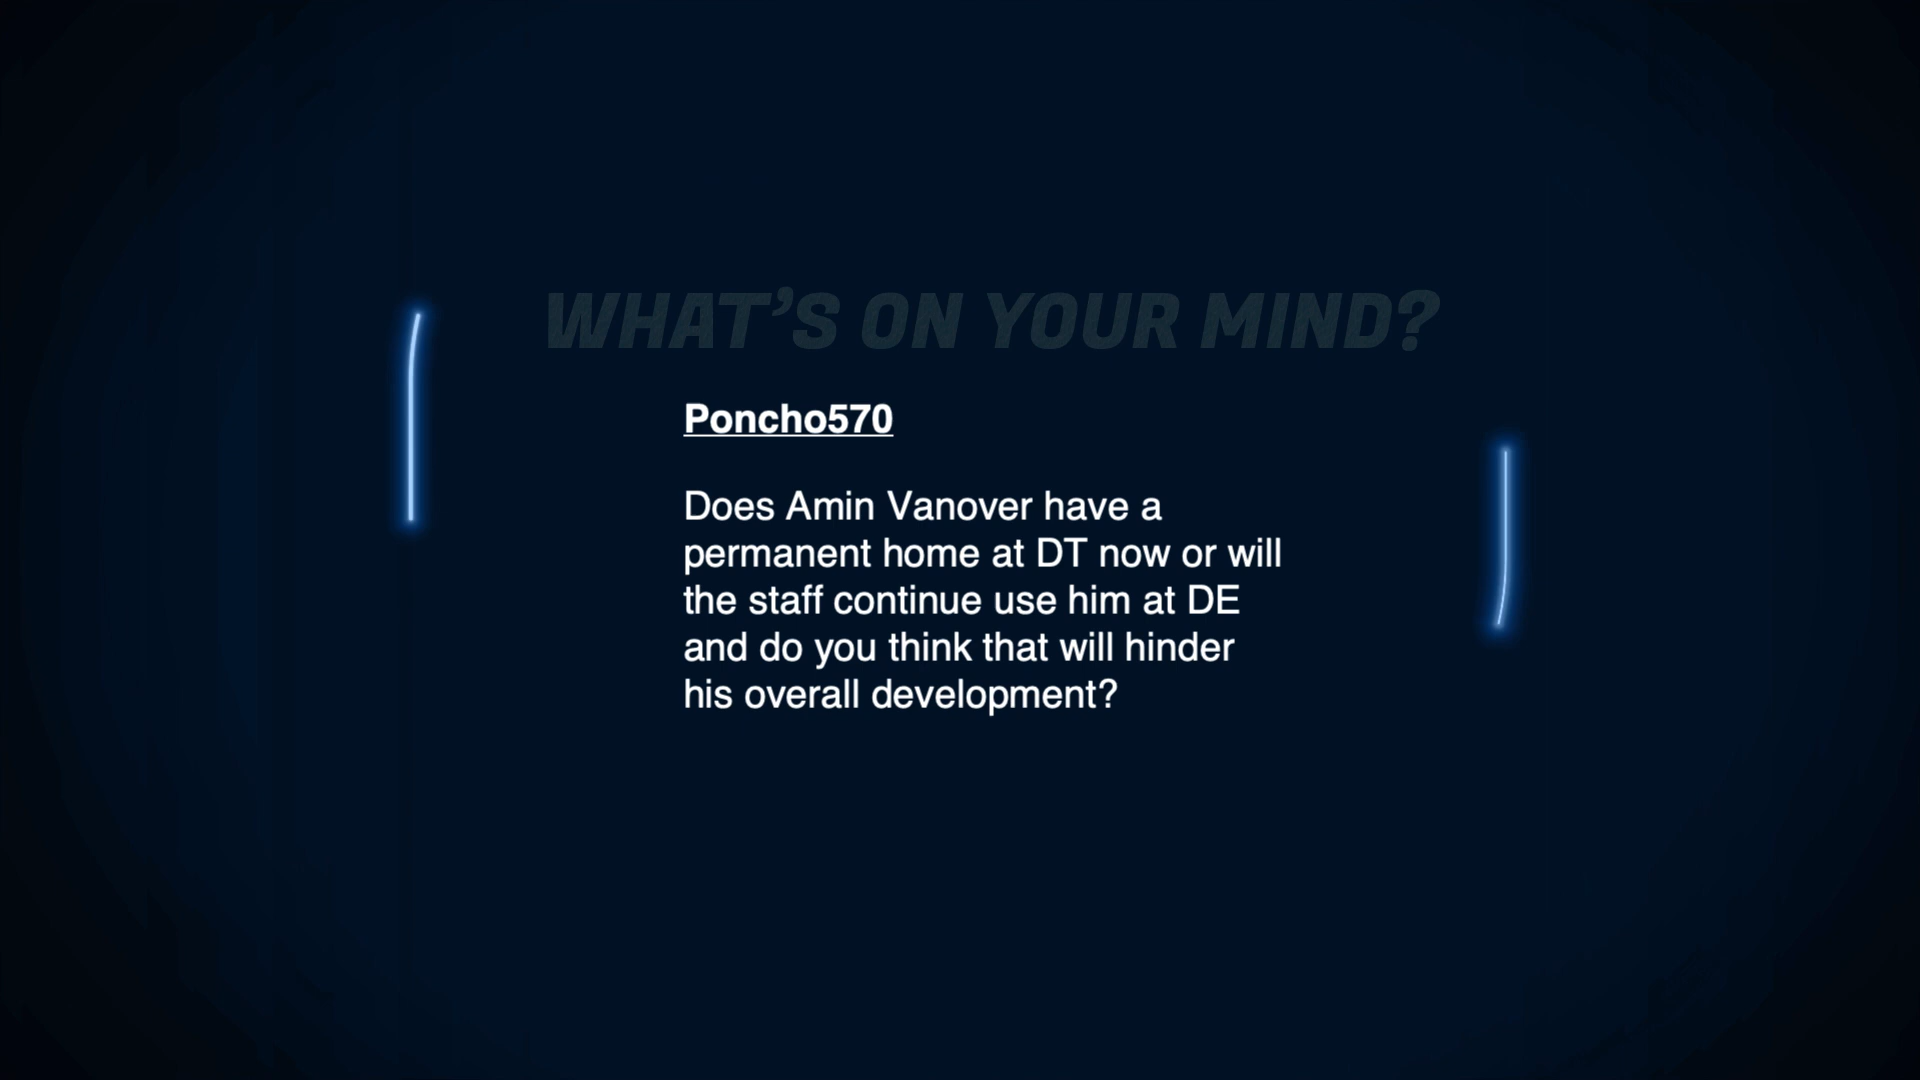 WHAT'S ON YOUR MIND?
Poncho570
Does Amin Vanover have a
permanent home at DT now or will
the staff continue use him at DE
and do you think that will hinder
his overall development?